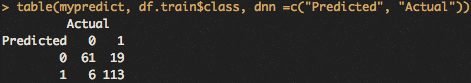 > table(mypredict, df.train$class, dnn =c("Predicted", "Actual"))
         Actual
Predicted   0   1
        0  61  19
        1   6 113